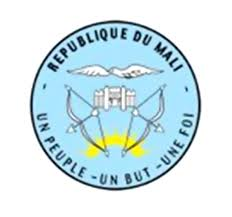 REPUBLIQUE DU MALI
UN PEUPLE - UN BUT - UNE FOI